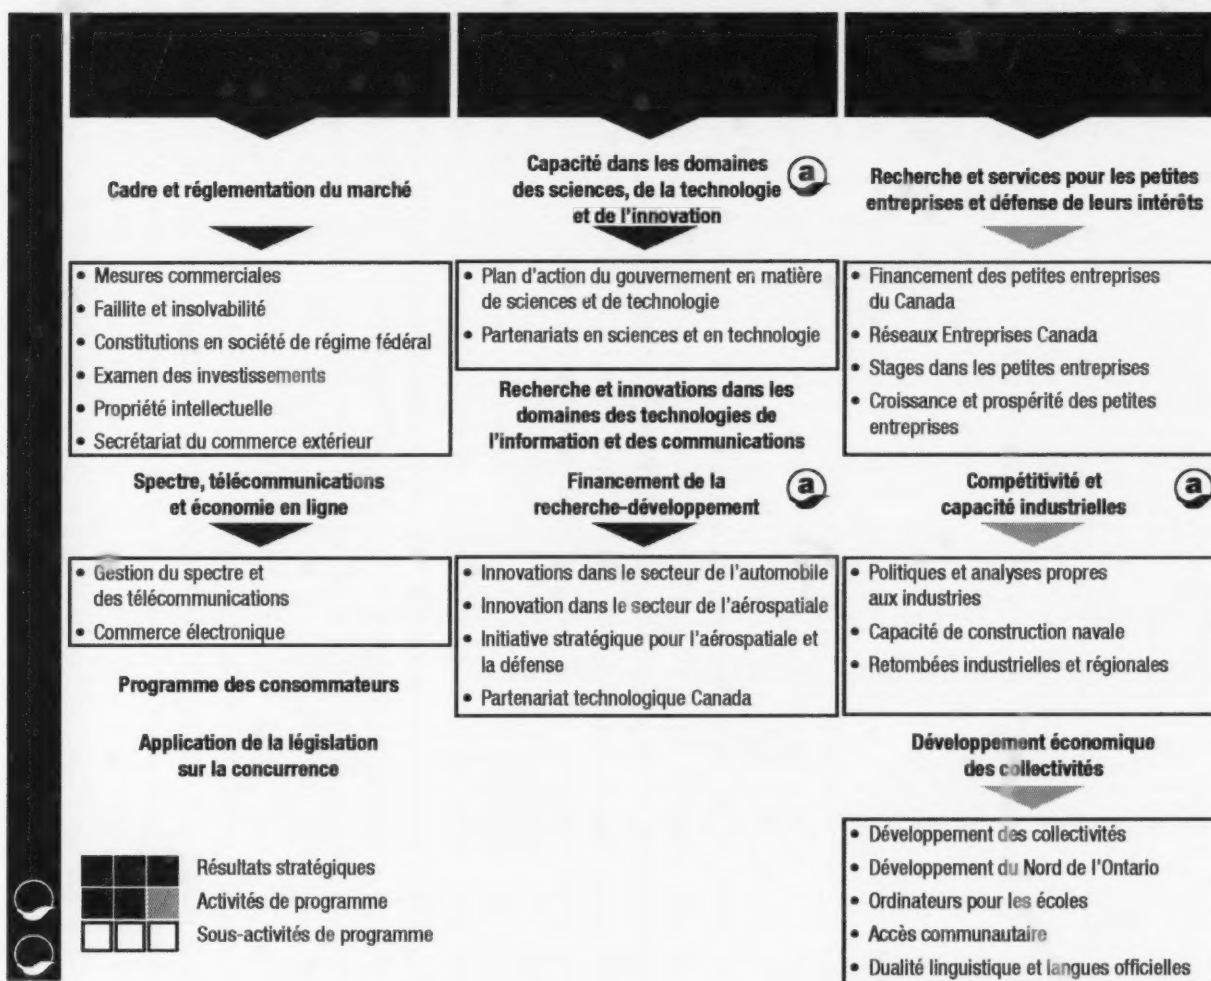 Cadre et réglementation du marché
• Mesures commerciales
• Faillite et insolvabilité
• Constitutions en société de régime fédéral
• Examen des investissements
• Propriété intellectuelle
• Secrétariat du commerce extérieur
Spectre, télécommunications
et économie en ligne
• Gestion du spectre et
des télécommunications
• Commerce électronique
Programme des consommateurs
Application de la législation
sur la concurrence
Capacité dans les domaines
des sciences, de la technologie
et de l'innovation
a
• Plan d'action du gouvernement en matière
de sciences et de technologie
• Partenariats en sciences et en technologie
Recherche et innovations dans les
domaines des technologies de
l'information et des communications
Financement de la
recherche-développement
a
• Innovations dans le secteur de l'automobile
• Innovation dans le secteur de l'aérospatiale
• Initiative stratégique pour l'aérospatiale et
la défense
• Partenariat technologique Canada
Recherche et services pour les petites
entreprises et défense de leurs intérêts
• Financement des petites entreprises
du Canada
• Réseaux Entreprises Canada
• Stages dans les petites entreprises
• Croissance et prospérité des petites
entreprises
Compétitivité et
capacité industrielles
a
• Politiques et analyses propres
aux industries
• Capacité de construction navale
• Retombées industrielles et régionales
Développement économique
des collectivités
• Développement des collectivités
• Développement du Nord de l'Ontario
• Ordinateurs pour les écoles
• Accès communautaire
• Dualité linguistique et langues officielles
Résultats stratégiques
Activités de programme
Sous-activités de programme